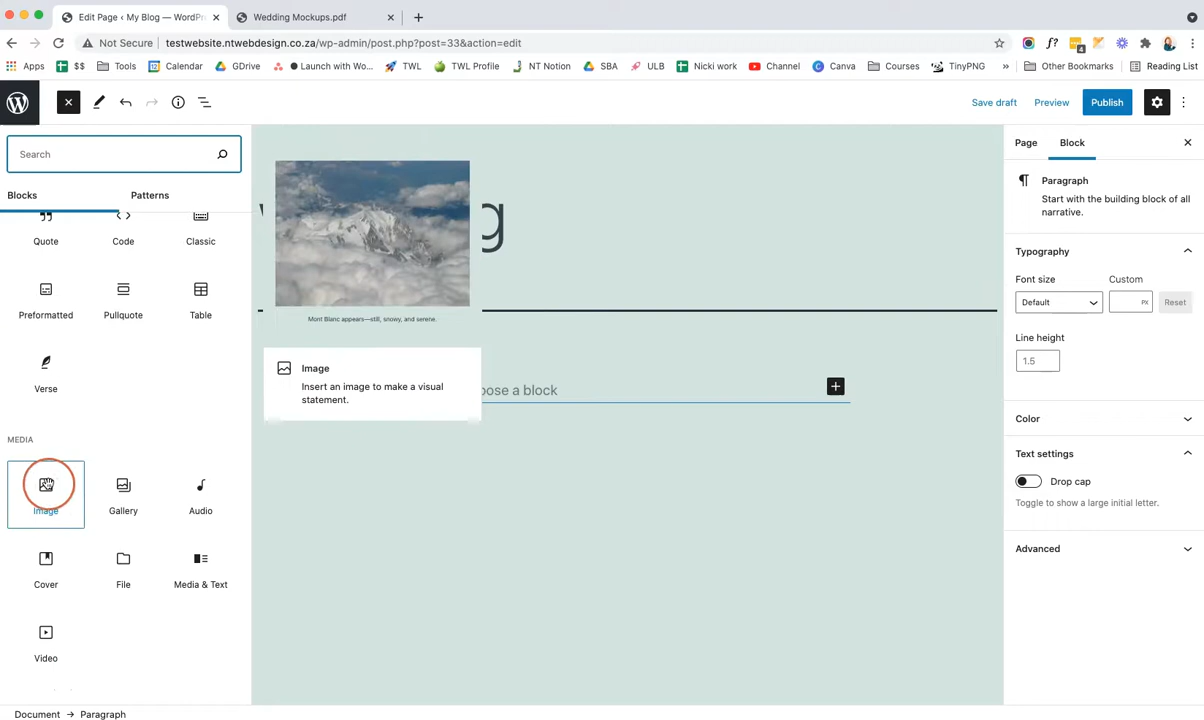 Edit Page ‹ My Blog — WordPr
Wedding Mockups.pdf
Not Secure
testwebsite.ntwebdesign.co.za/wp-admin/post.php?post=33&action=edit
Apps
$$
Tools
Calendar
GDrive
TWL
Launch with Wo...
TWL
TWL Profile
NT Notion
SBA
ULB
Nicki work
Channel
Canva
Courses
TinyPNG
»
Other Bookmarks
Reading List
Save draft
Preview
Publish
Search
Blocks
Patterns
Quote
Code
Classic
Preformatted
Pullquote
Table
Verse
MEDIA
Image
Gallery
Audio
Cover
File
Media & Text
Video
g
Mont Blanc appears—still, snowy, and serene.
Image
Insert an image to make a visual
statement.
oose a block
Page
Block
Paragraph
Start with the building block of all
narrative.
Typography
Font size
Custom
Default
PX
Reset
Line height
1.5
Color
Text settings
Drop cap
Toggle to show a large initial letter.
Advanced
Document → Paragraph